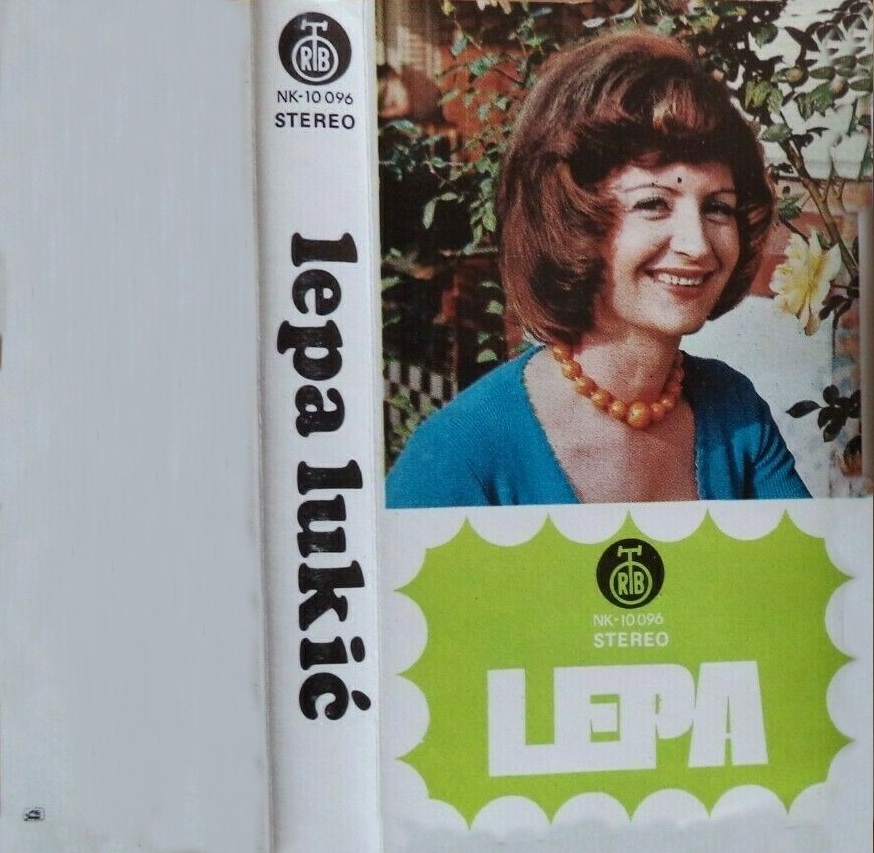 RTB
NK-10 096
STEREO
lepa lukić
RTB
NK-10 096
STEREO
LEPA